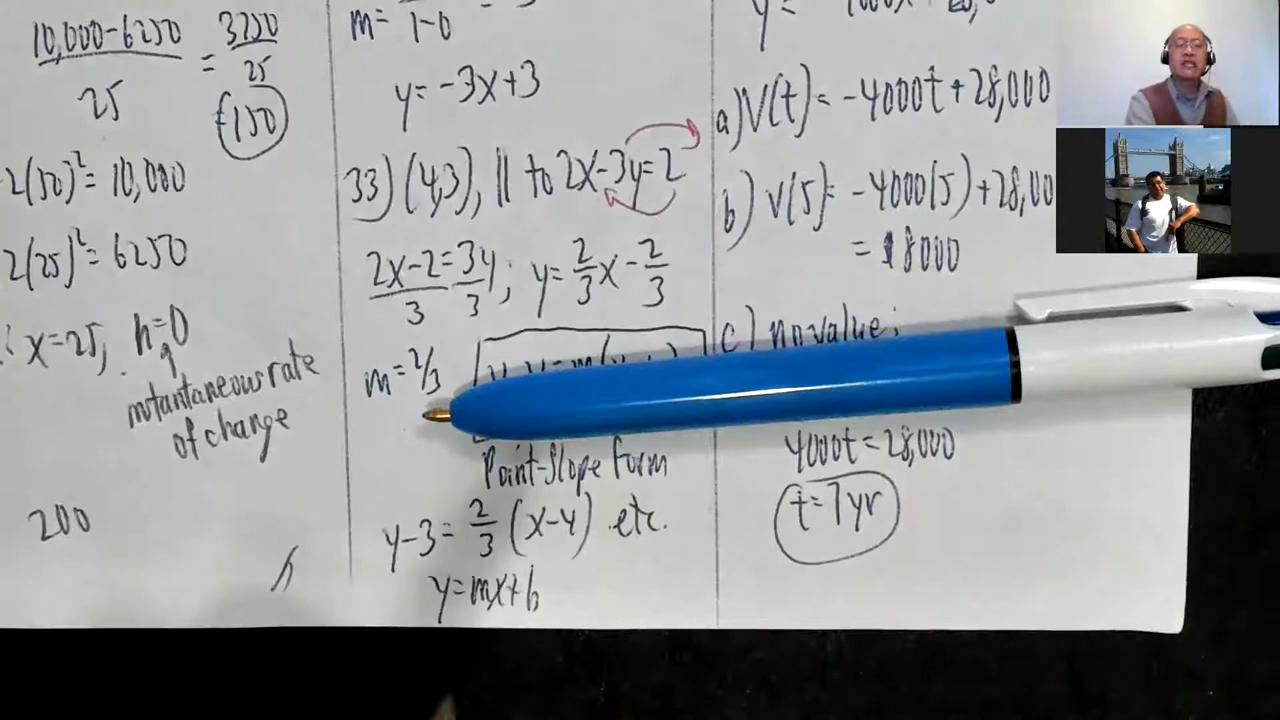 10,000-6250 / 25 = 3750 / 25
=(150)
2(50)² = 10,000
2(25)² = 6250
∴ x=25, h=0
instantaneous rate
of change
200
m= / 1-0
y=-3x+3
33) (4,3), || to 2x-3y=2
2x-2=3y / 3 3 ; y=2/3x-2/3
m=2/3
Point-Slope form
y-3= 2/3 (x-4) etc.
y=mx+b
y=
a) V(t)= -4000t+28,000
b) V(5)= -4000(5)+28,00
= 8000
c) no value:
4000t=28,000
t=7yr